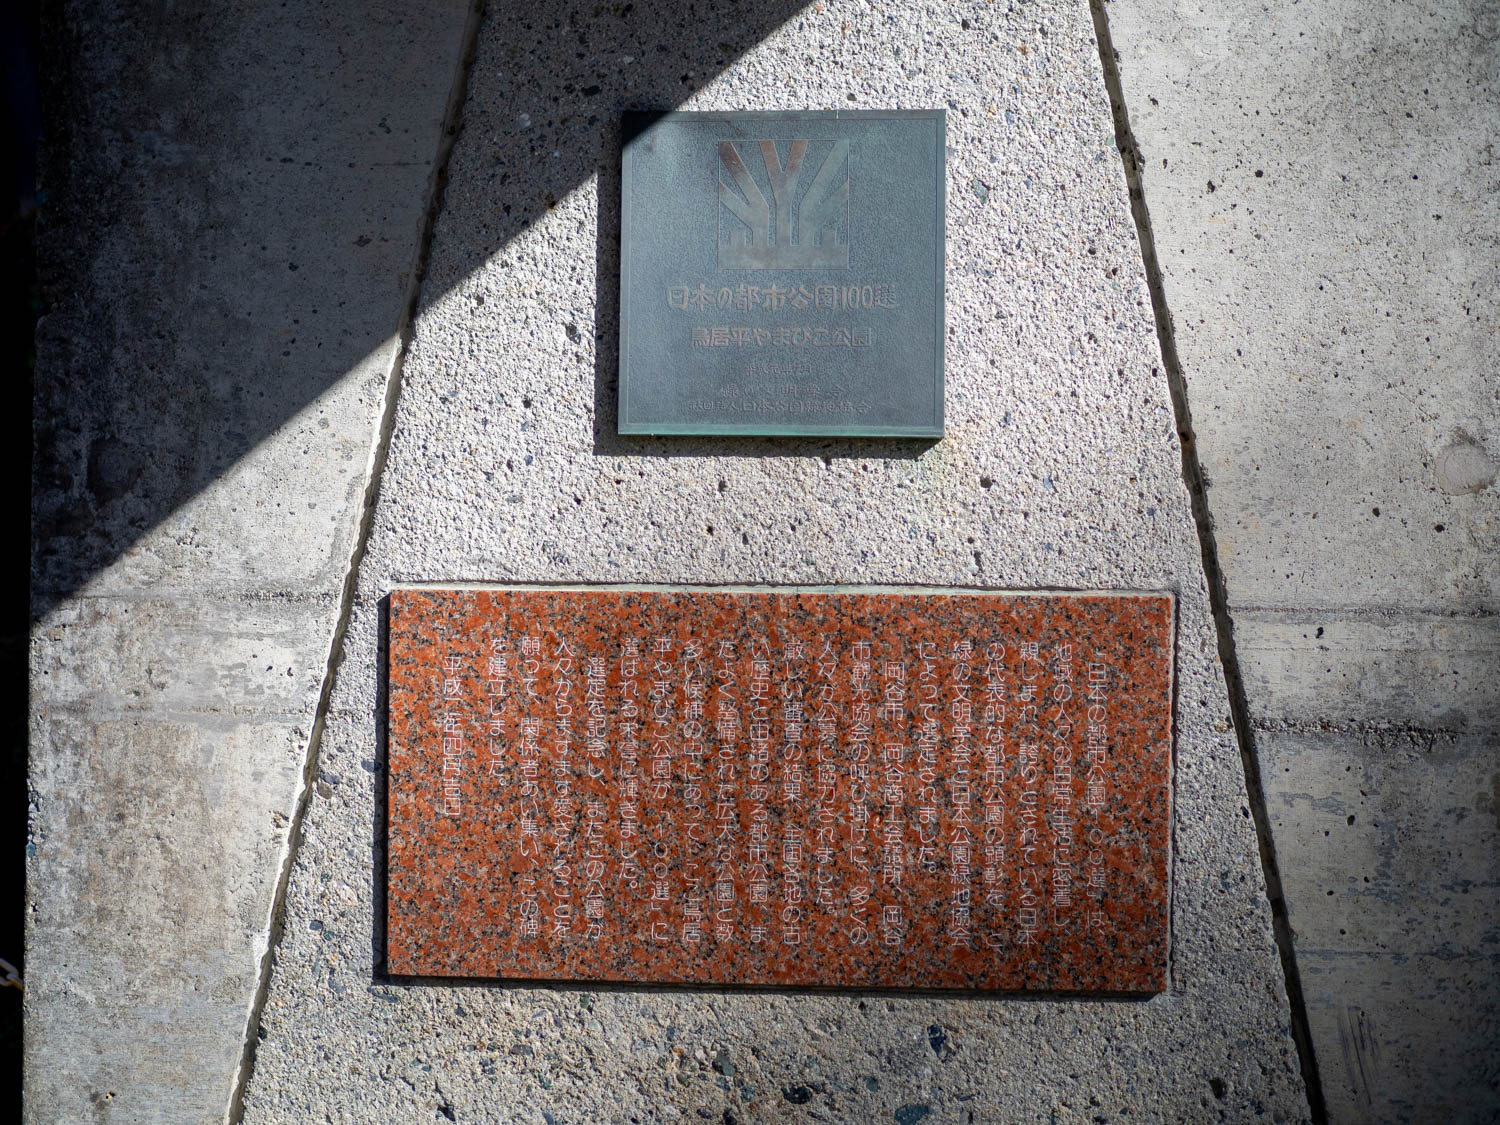 日本の都市公園100選
鳥居平やまびこ公園
「日本の都市公園一〇〇選」は、
地域の人々の日常生活に密着し
親しまれ、誇りとされている日本
の代表的な都市公園の顕彰を、
緑の文明学会と日本公園緑地協会
によって選定されました。
岡谷市、岡谷商工会議所、岡谷
市観光協会の呼び掛けに、多くの
人々が公募に協力されました。
厳しい審査の結果、全国各地の古
い歴史と由緒のある都市公園、ま
たよく整備された広大な公園と数
多い候補の中にあって、ここ鳥居
平やまびこ公園が「一〇〇選」に
選ばれる栄誉に輝きました。
選定を記念し、またこの公園が
人々からますます愛されることを
願って、関係者あい集い、この碑
を建立しました。